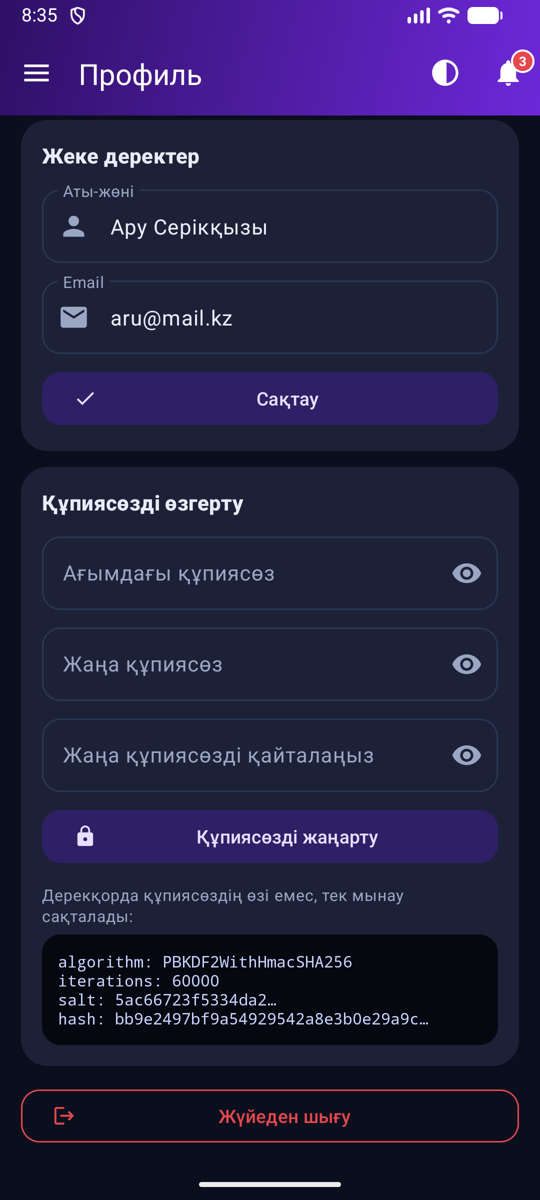 8:35
Профиль
3
Жеке деректер
Аты-жөні
Ару Серікқызы
Email
aru@mail.kz
Сақтау
Құпиясөзді өзгерту
Ағымдағы құпиясөз
Жаңа құпиясөз
Жаңа құпиясөзді қайталаңыз
Құпиясөзді жаңарту
Дерекқорда құпиясөздің өзі емес, тек мынау
сақталады:
algorithm: PBKDF2WithHmacSHA256
iterations: 60000
salt: 5ac66723f5334da2…
hash: bb9e2497bf9a54929542a8e3b0e29a9c…
Жүйеден шығу